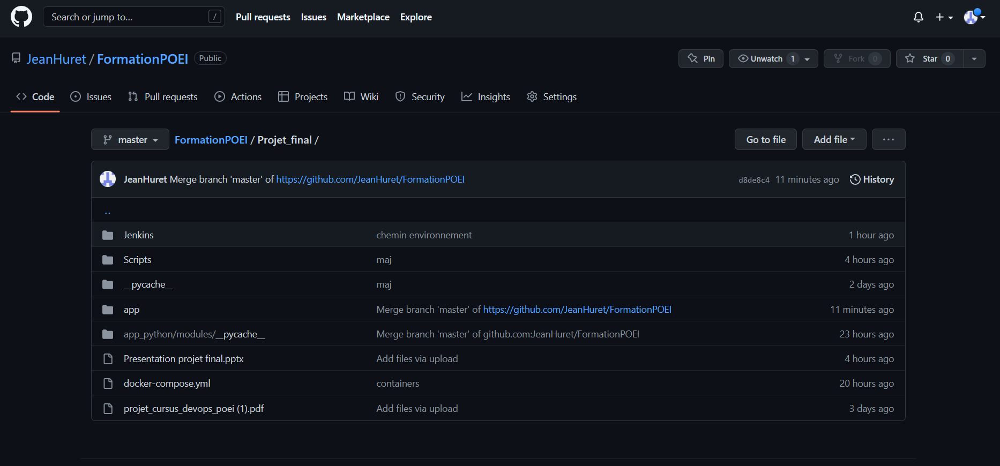 Search or jump to... / Pull requests Issues Marketplace Explore
JeanHuret / FormationPOEI Public Pin Unwatch 1 Fork 0 Star 0
Code Issues Pull requests Actions Projects Wiki Security Insights Settings
master FormationPOEI / Projet_final / Go to file Add file ...
JeanHuret Merge branch 'master' of https://github.com/JeanHuret/FormationPOEI d8de8c4 11 minutes ago History
..
Jenkins chemin environnement 1 hour ago
Scripts maj 4 hours ago
__pycache__ maj 2 days ago
app Merge branch 'master' of https://github.com/JeanHuret/FormationPOEI 11 minutes ago
app_python/modules/__pycache__ Merge branch 'master' of github.com:JeanHuret/FormationPOEI 23 hours ago
Presentation projet final.pptx Add files via upload 4 hours ago
docker-compose.yml containers 20 hours ago
projet_cursus_devops_poei (1).pdf Add files via upload 3 days ago